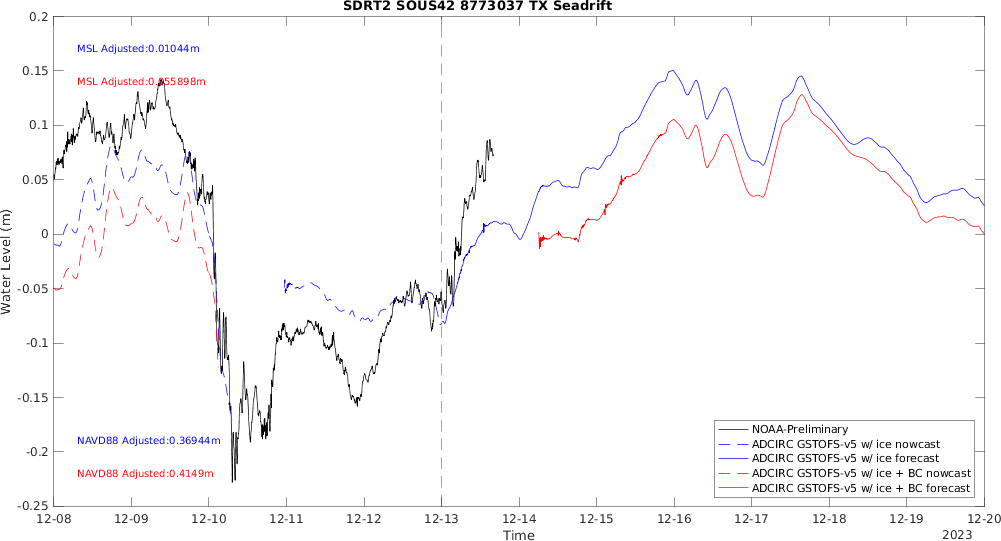 SDRT2 SOUS42 8773037 TX Seadrift
0.2
0.15
0.1
0.05
0
-0.05
-0.1
-0.15
-0.2
-0.25
Water Level (m)
MSL Adjusted:0.01044m
MSL Adjusted:0.055898m
NAVD88 Adjusted:0.36944m
NAVD88 Adjusted:0.4149m
NOAA-Preliminary
ADCIRC GSTOFS-v5 w/ ice nowcast
ADCIRC GSTOFS-v5 w/ ice forecast
ADCIRC GSTOFS-v5 w/ ice + BC nowcast
ADCIRC GSTOFS-v5 w/ ice + BC forecast
12-08 12-09 12-10 12-11 12-12 12-13 12-14 12-15 12-16 12-17 12-18 12-19 12-20
Time
2023